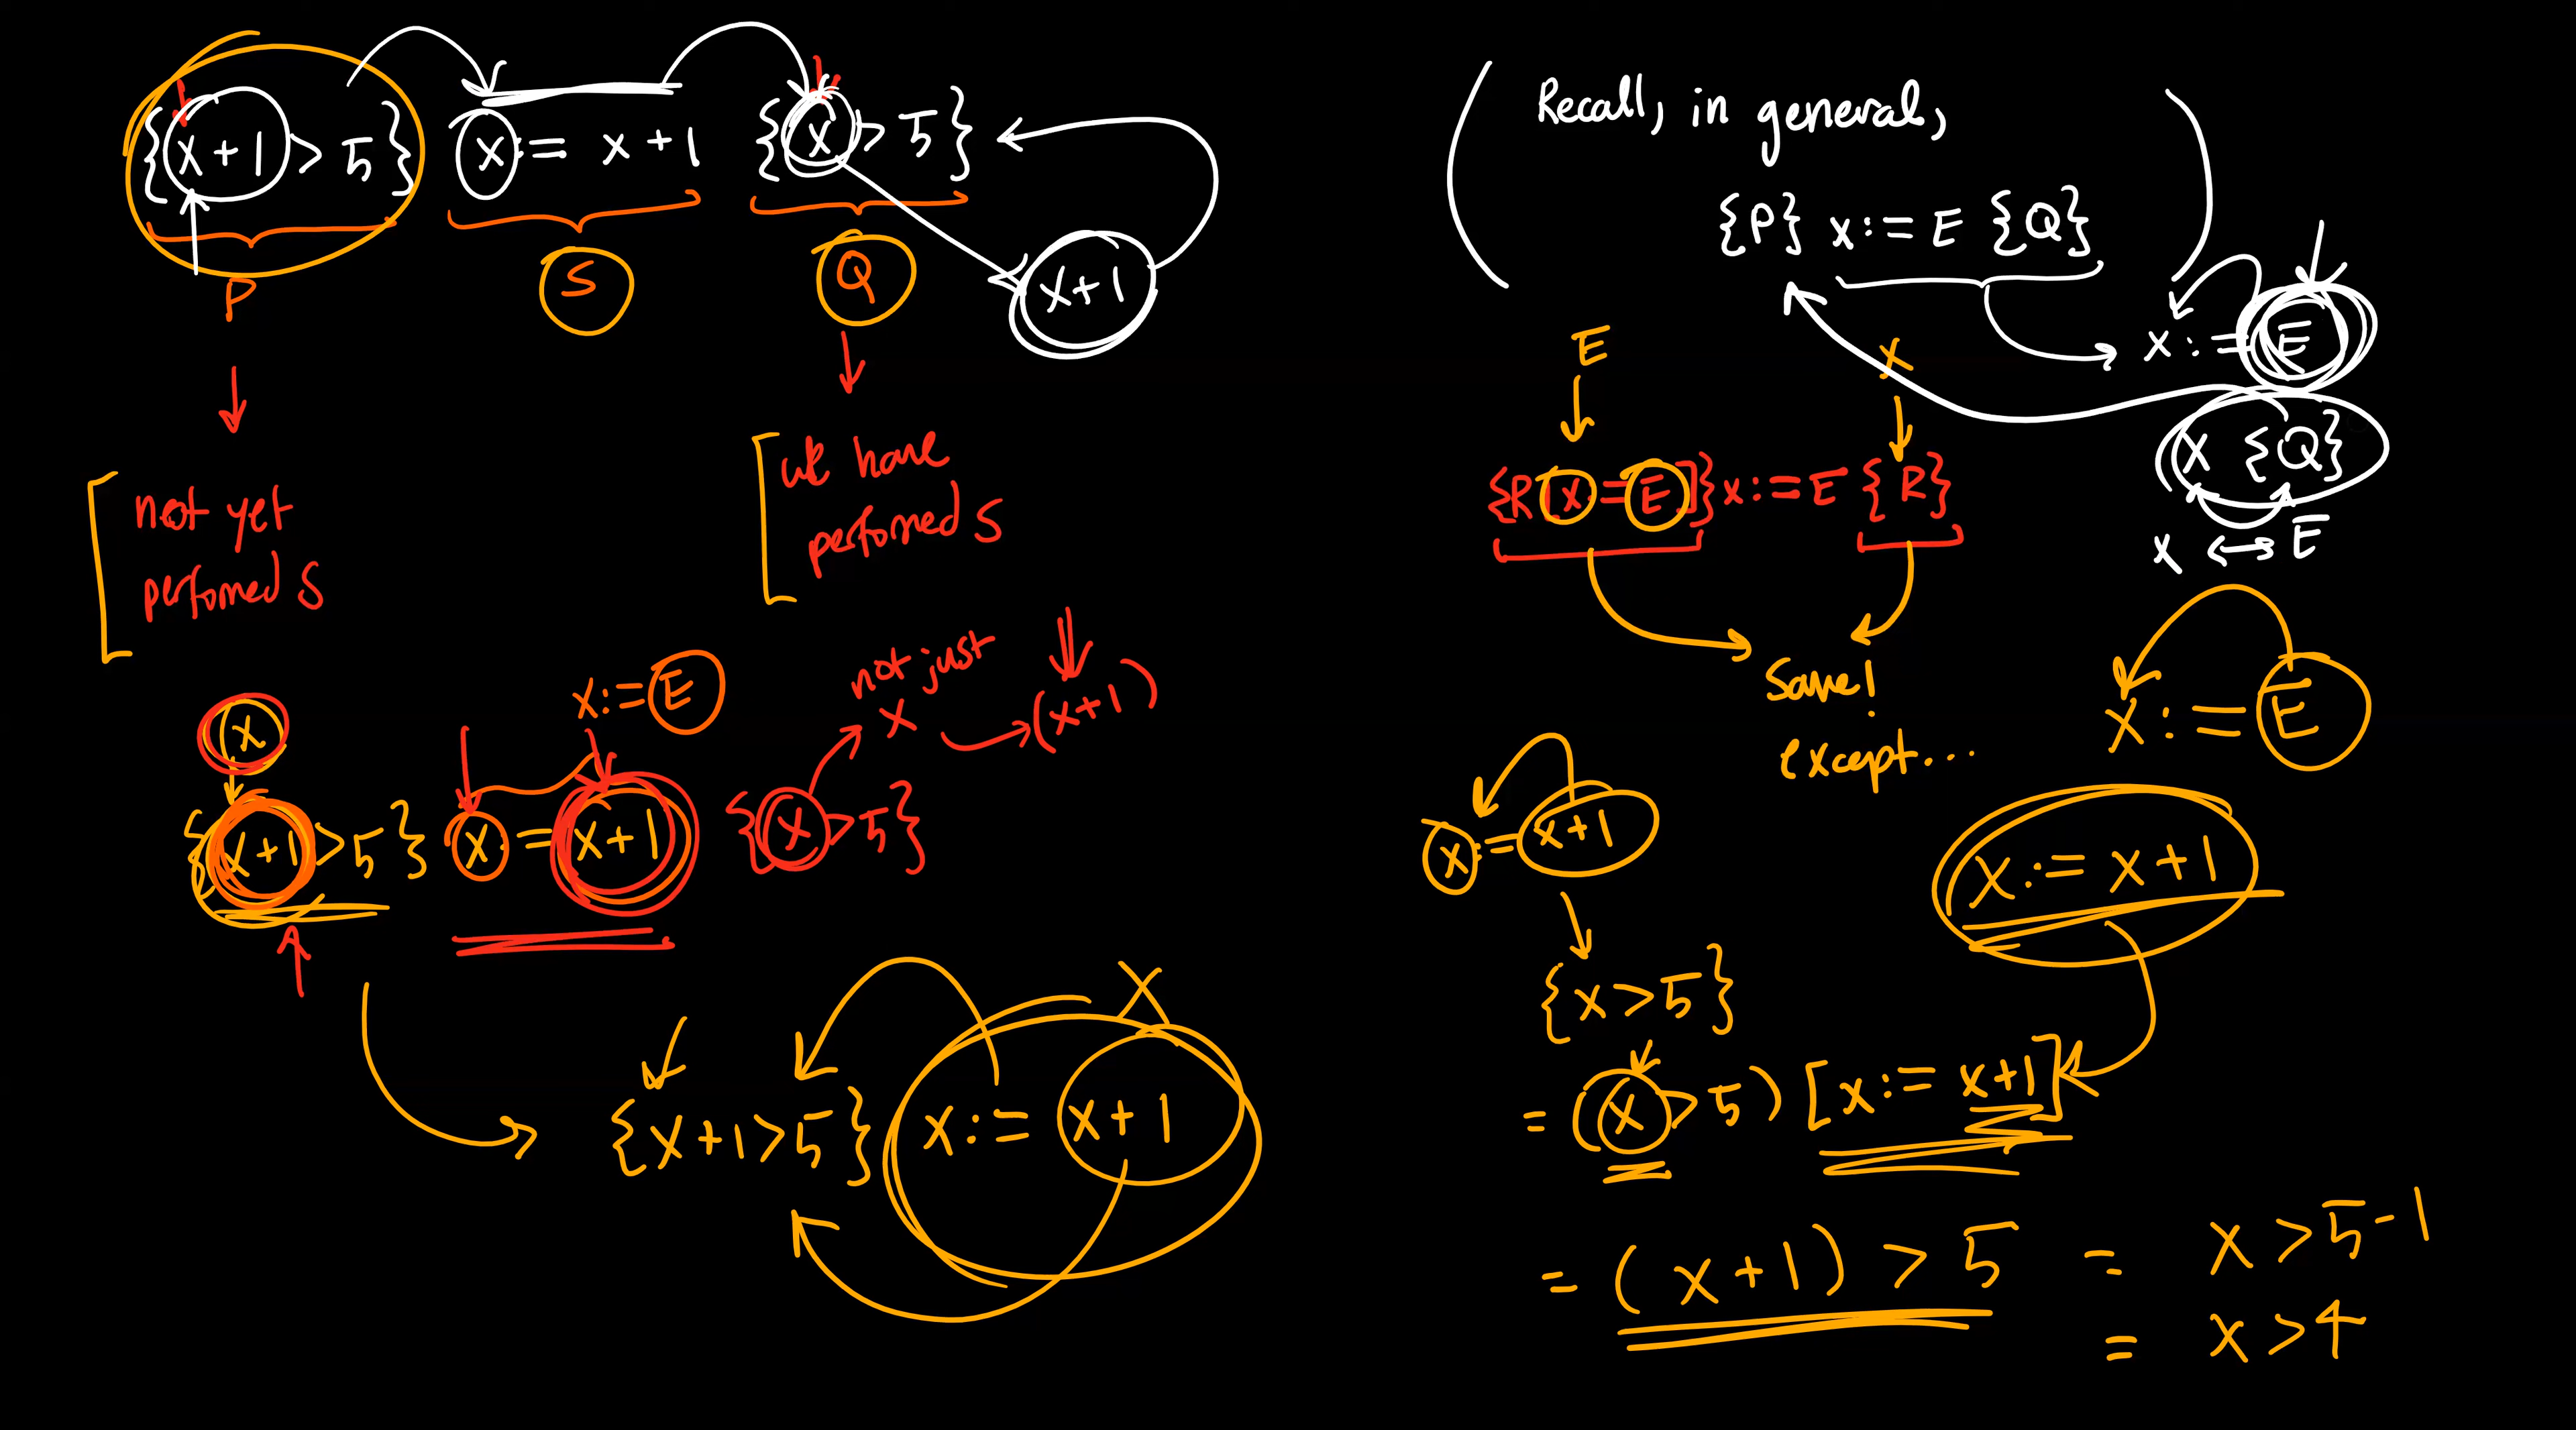 {x+1>5} x:= x+1 {x>5}
P
S
Q
x+1
not yet
performed S
we have
performed S
x:=E
not just
x
(x+1)
x
{x+1>5} x:=x+1 {x>5}
x
{x+1>5} x:= x+1
Recall, in general,
{P} x:= E {Q}
x:=E
x {Q}
x ↔ E
E
x
{R[x:=E]} x:=E {R}
Same!
except...
x:=E
x:=x+1
x:= x+1
{x>5}
= (x>5) [x:= x+1]
= (x+1) > 5 = x>5-1
= x>4